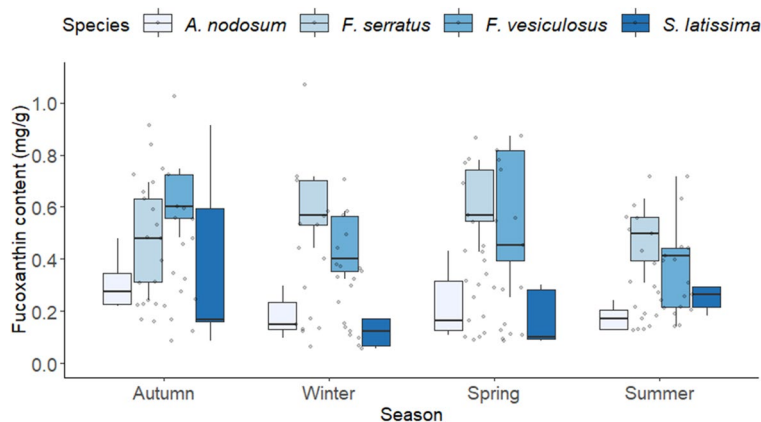 Species A. nodosum F. serratus F. vesiculosus S. latissima
Fucoxanthin content (mg/g)
1.0
0.8
0.6
0.4
0.2
0.0
Autumn Winter Spring Summer
Season